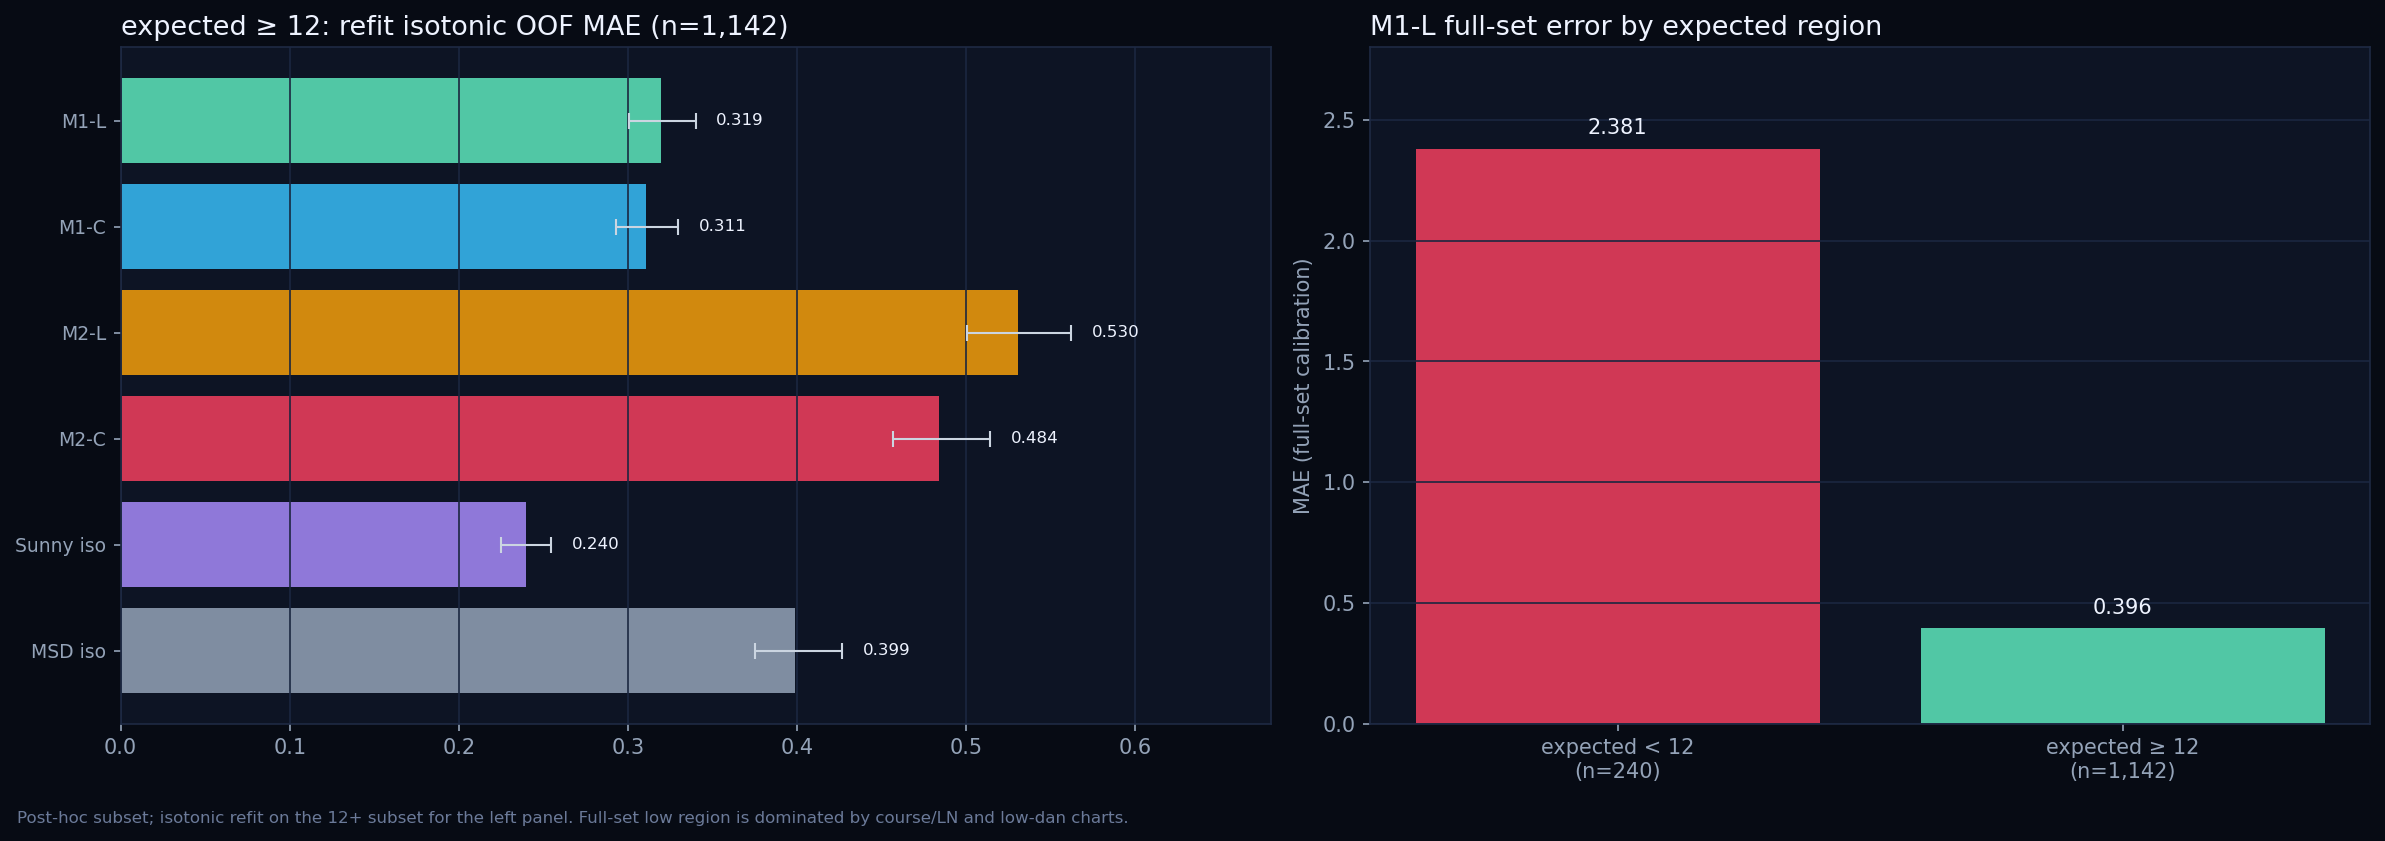 expected ≥ 12: refit isotonic OOF MAE (n=1,142)
M1-L
0.319
M1-C
0.311
M2-L
0.530
M2-C
0.484
Sunny iso
0.240
MSD iso
0.399
0.0 0.1 0.2 0.3 0.4 0.5 0.6
M1-L full-set error by expected region
MAE (full-set calibration)
2.5
2.0
1.5
1.0
0.5
0.0
2.381
0.396
expected < 12
(n=240)
expected ≥ 12
(n=1,142)
Post-hoc subset; isotonic refit on the 12+ subset for the left panel. Full-set low region is dominated by course/LN and low-dan charts.